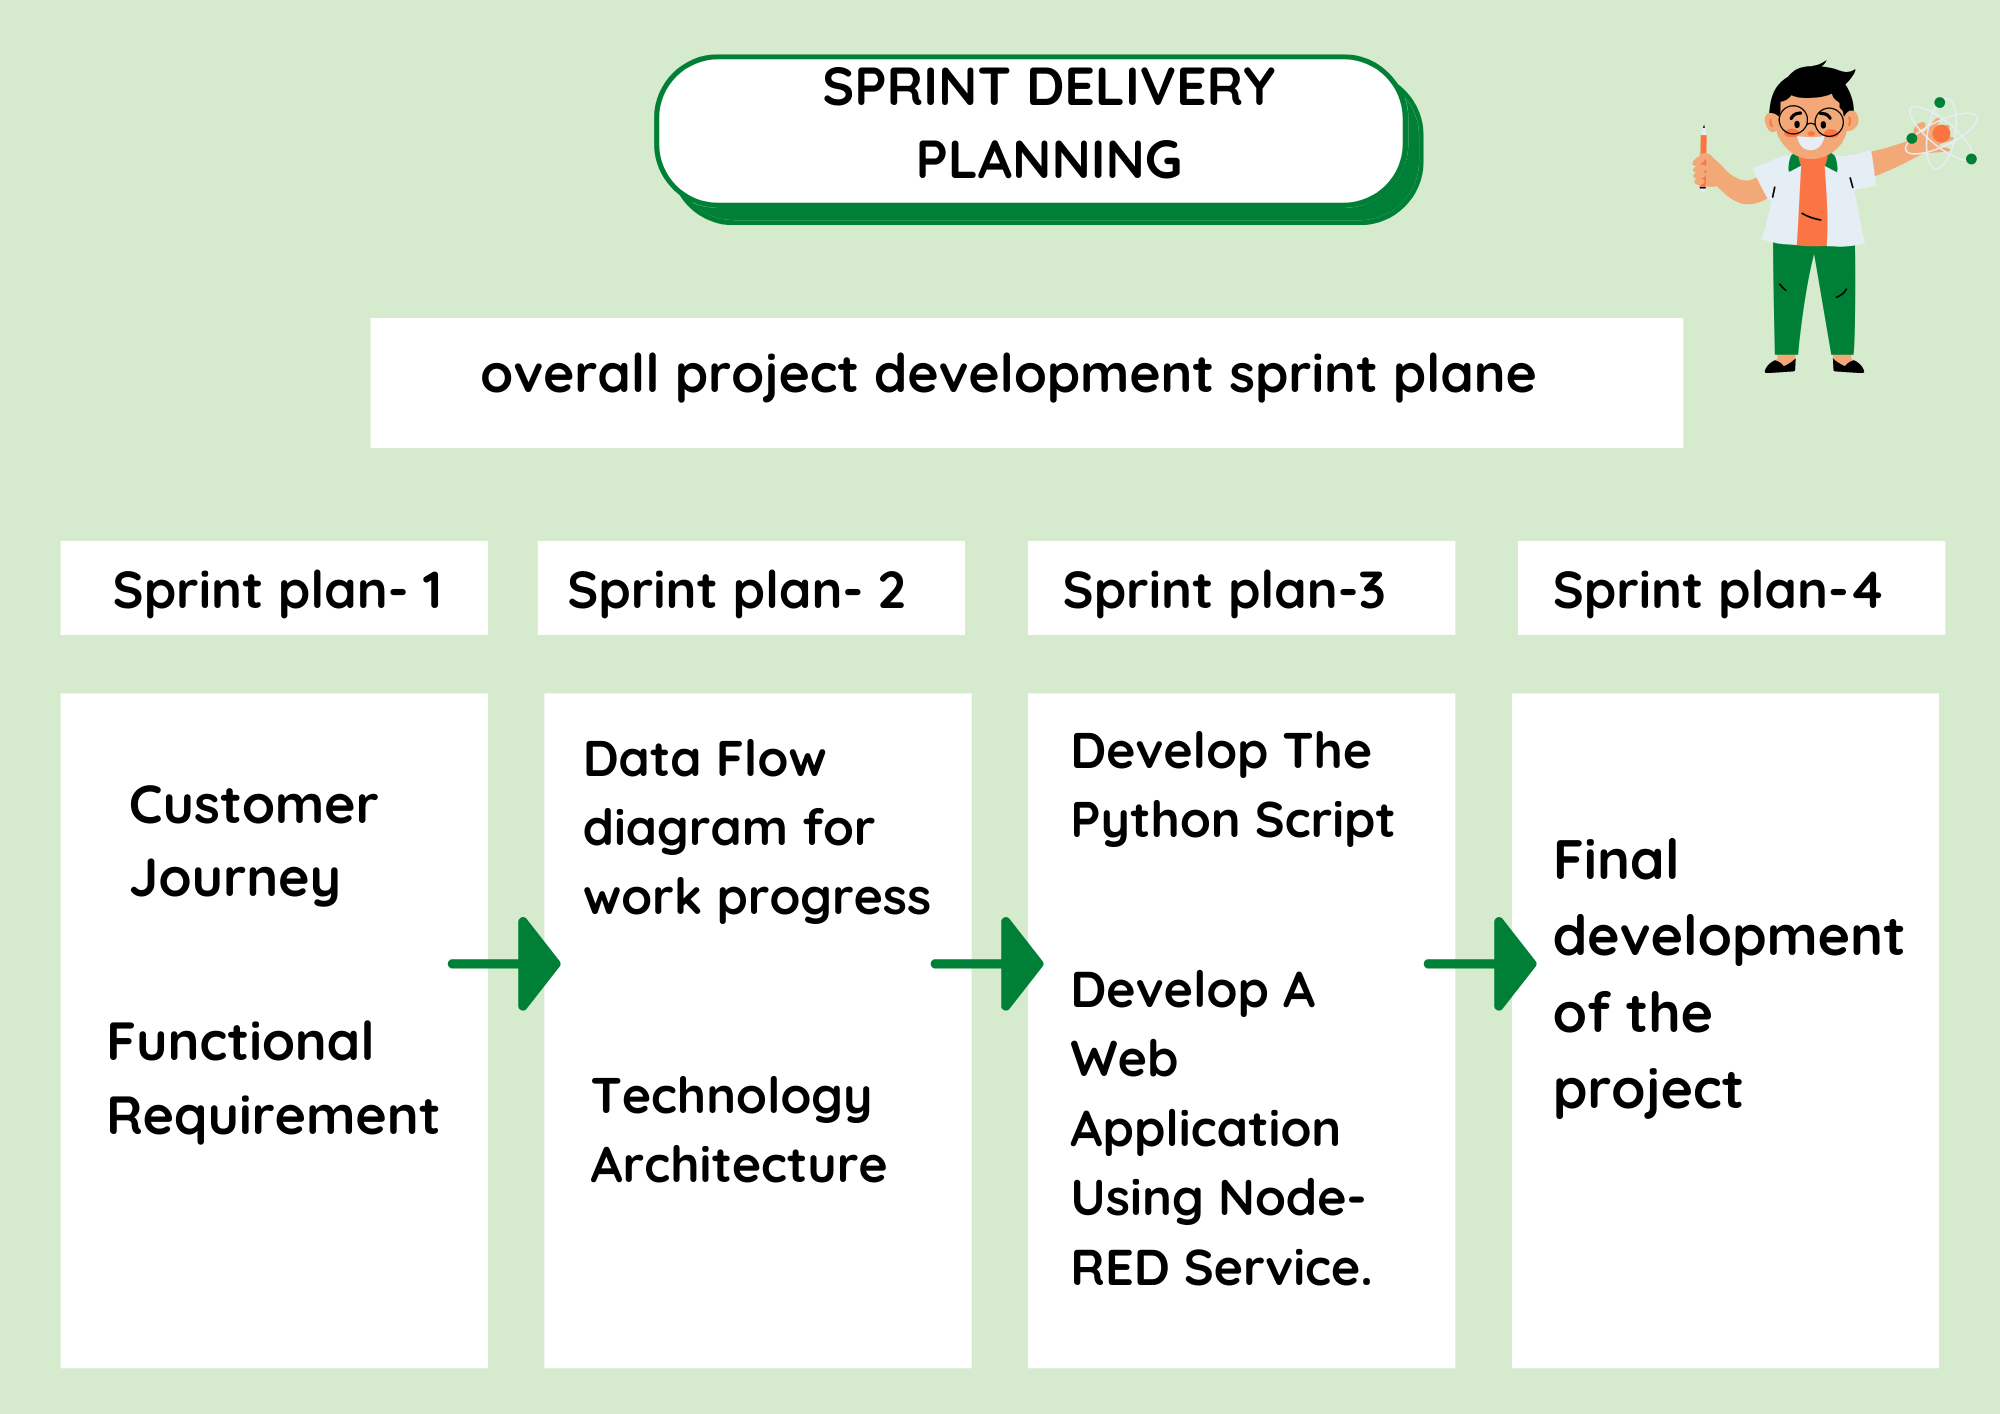 SPRINT DELIVERY
PLANNING
overall project development sprint plane
Sprint plan- 1
Sprint plan- 2
Sprint plan-3
Sprint plan-4
Customer
Journey
Functional
Requirement
Data Flow
diagram for
work progress
Technology
Architecture
Develop The
Python Script
Develop A
Web
Application
Using Node-
RED Service.
Final
development
of the
project